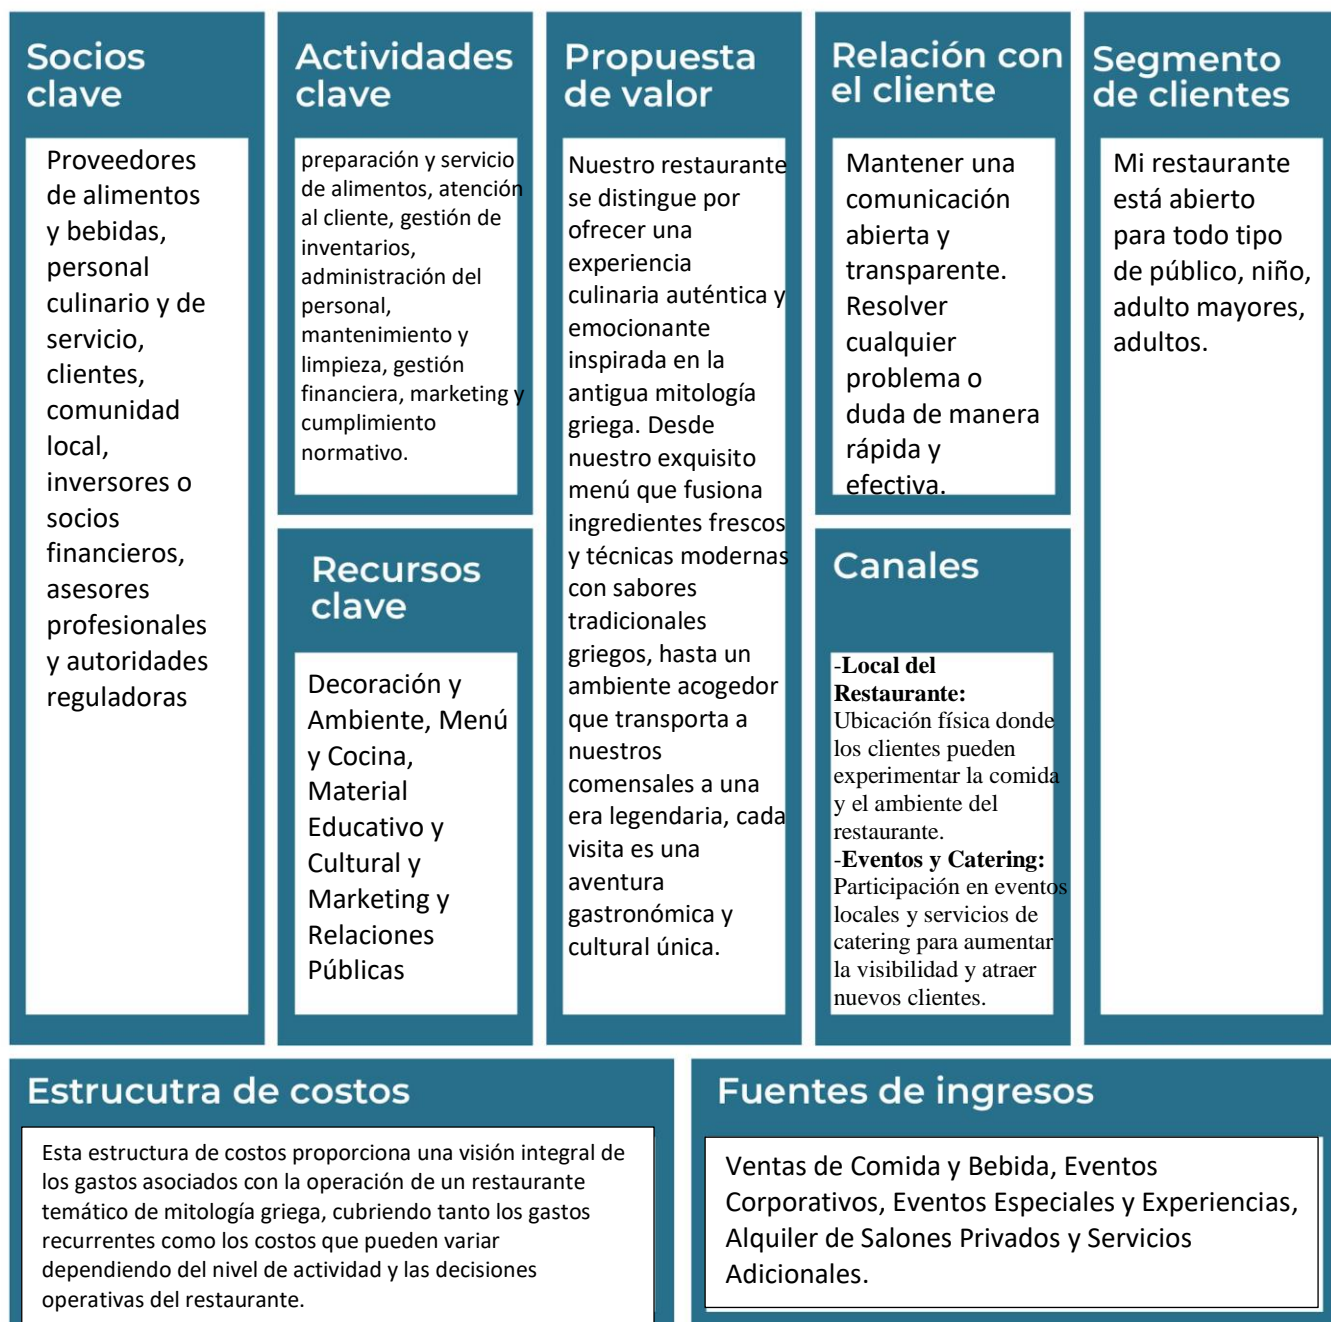 Socios
clave
Proveedores
de alimentos
y bebidas,
personal
culinario y de
servicio,
clientes,
comunidad
local,
inversores o
socios
financieros,
asesores
profesionales
y autoridades
reguladoras
Actividades
clave
preparación y servicio
de alimentos, atención
al cliente, gestión de
inventarios,
administración del
personal,
mantenimiento y
limpieza, gestión
financiera, marketing y
cumplimiento
normativo.
Recursos
clave
Decoración y
Ambiente, Menú
y Cocina,
Material
Educativo y
Cultural y
Marketing y
Relaciones
Públicas
Propuesta
de valor
Nuestro restaurante
se distingue por
ofrecer una
experiencia
culinaria auténtica y
emocionante
inspirada en la
antigua mitología
griega. Desde
nuestro exquisito
menú que fusiona
ingredientes frescos
y técnicas modernas
con sabores
tradicionales
griegos, hasta un
ambiente acogedor
que transporta a
nuestros
comensales a una
era legendaria, cada
visita es una
aventura
gastronómica y
cultural única.
Relación con
el cliente
Mantener una
comunicación
abierta y
transparente.
Resolver
cualquier
problema o
duda de manera
rápida y
efectiva.
Canales
-Local del
Restaurante:
Ubicación física donde
los clientes pueden
experimentar la comida
y el ambiente del
restaurante.
-Eventos y Catering:
Participación en eventos
locales y servicios de
catering para aumentar
la visibilidad y atraer
nuevos clientes.
Segmento
de clientes
Mi restaurante
está abierto
para todo tipo
de público, niño,
adulto mayores,
adultos.
Estrucutra de costos
Esta estructura de costos proporciona una visión integral de
los gastos asociados con la operación de un restaurante
temático de mitología griega, cubriendo tanto los gastos
recurrentes como los costos que pueden variar
dependiendo del nivel de actividad y las decisiones
operativas del restaurante.
Fuentes de ingresos
Ventas de Comida y Bebida, Eventos
Corporativos, Eventos Especiales y Experiencias,
Alquiler de Salones Privados y Servicios
Adicionales.